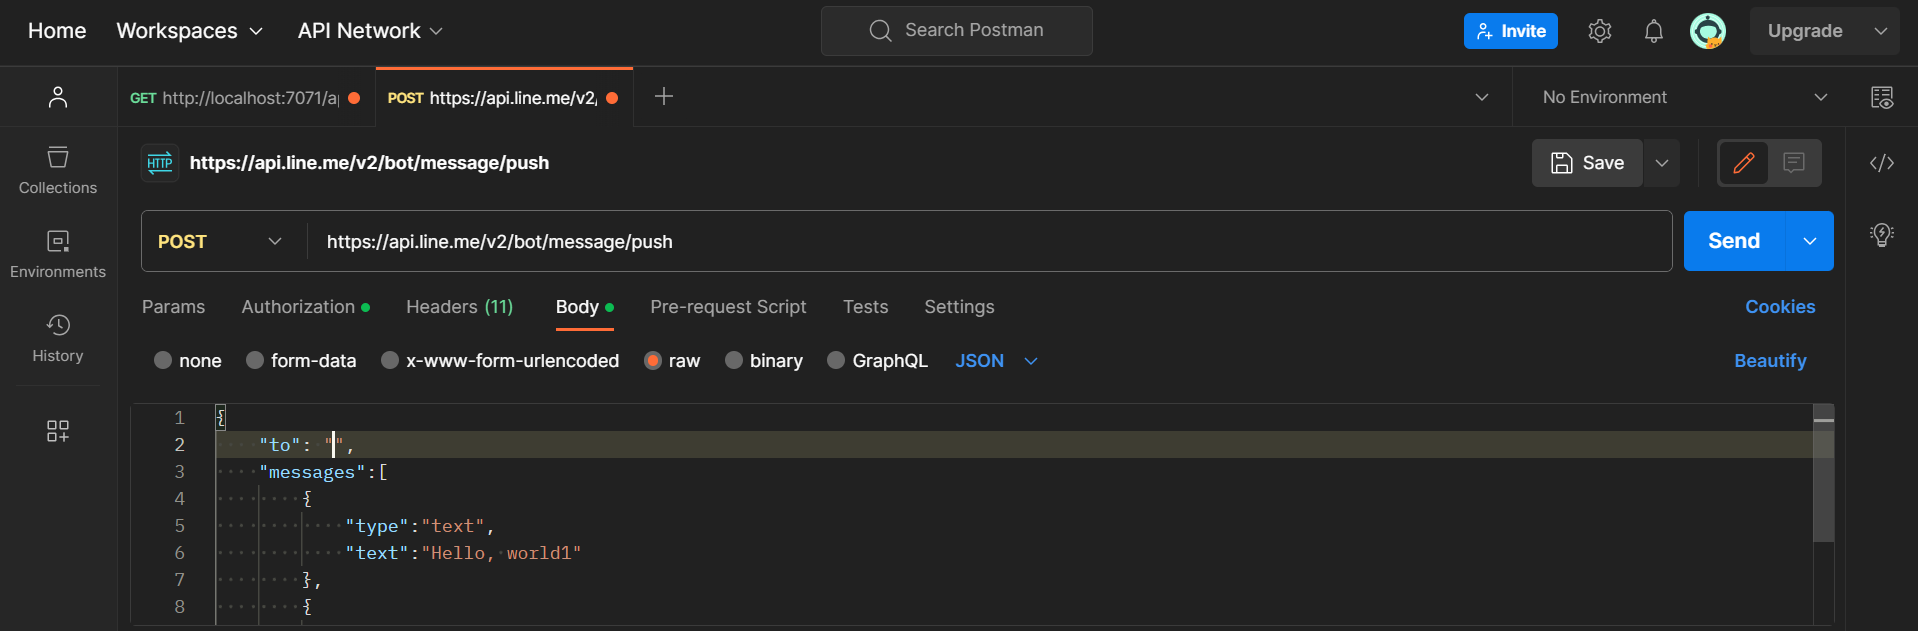 Home Workspaces API Network Search Postman Invite Upgrade
GET http://localhost:7071/a POST https://api.line.me/v2/ No Environment
HTTP https://api.line.me/v2/bot/message/push Save
Collections
POST https://api.line.me/v2/bot/message/push Send
Environments
Params Authorization Headers (11) Body Pre-request Script Tests Settings Cookies
History
none form-data x-www-form-urlencoded raw binary GraphQL JSON Beautify
1 {
2 "to": "",
3 "messages":[
4 {
5 "type":"text",
6 "text":"Hello, world1"
7 },
8 {